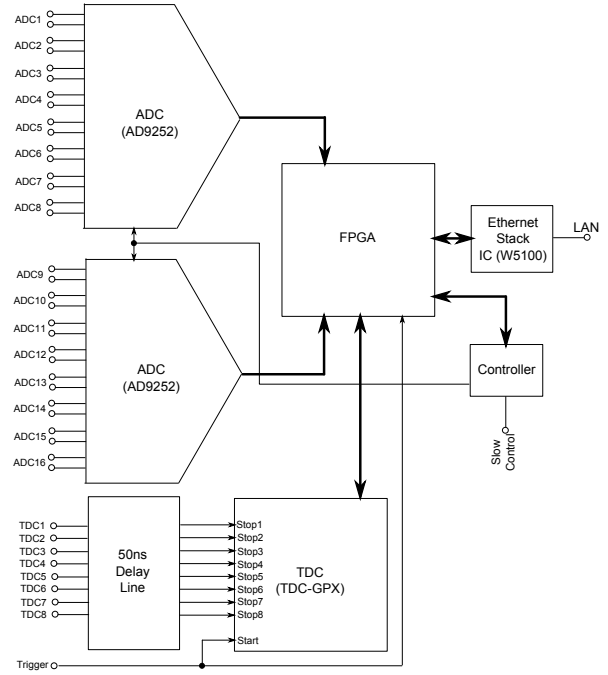 ADC1
ADC2
ADC3
ADC4
ADC5
ADC6
ADC7
ADC8
ADC
(AD9252)
FPGA
Ethernet
Stack
IC (W5100)
LAN
ADC9
ADC10
ADC11
ADC12
ADC13
ADC14
ADC15
ADC16
ADC
(AD9252)
Controller
Slow
Control
TDC1
TDC2
TDC3
TDC4
TDC5
TDC6
TDC7
TDC8
50ns
Delay
Line
Stop1
Stop2
Stop3
Stop4
Stop5
Stop6
Stop7
Stop8
Start
TDC
(TDC-GPX)
Trigger